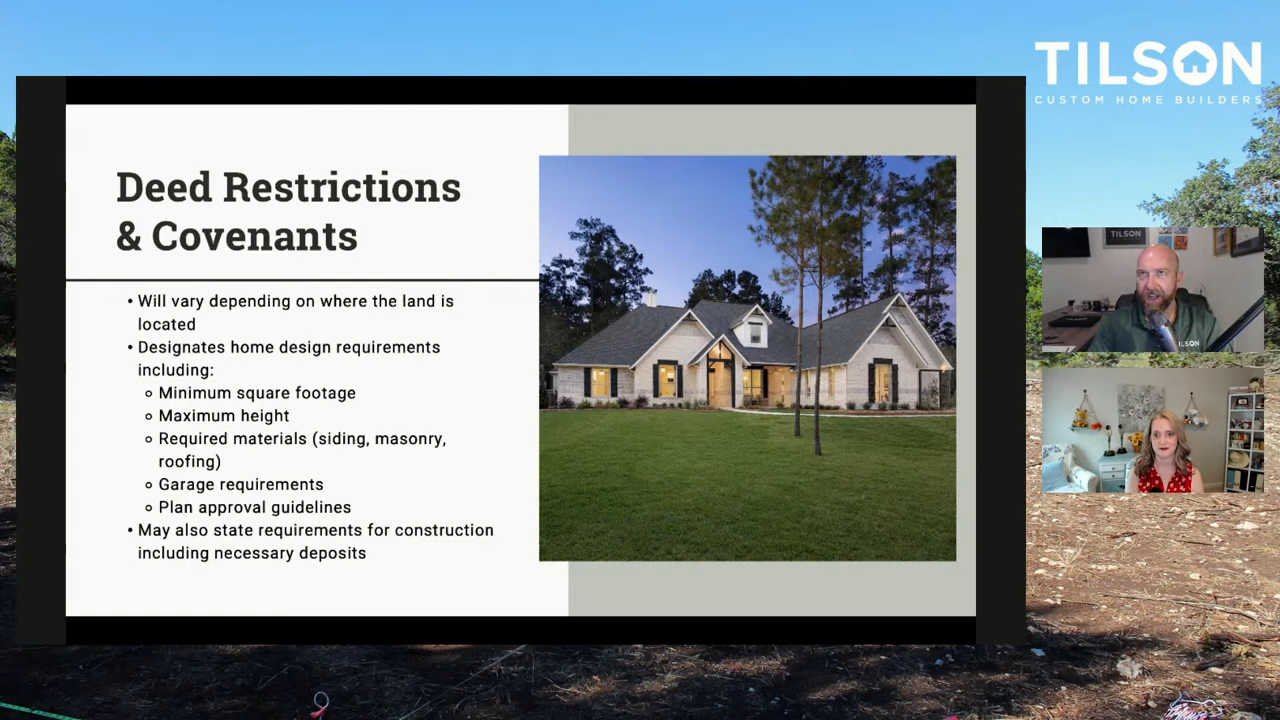 TILSON
CUSTOM HOME BUILDERS
Deed Restrictions
& Covenants
• Will vary depending on where the land is
located
• Designates home design requirements
including:
◦ Minimum square footage
◦ Maximum height
◦ Required materials (siding, masonry,
roofing)
◦ Garage requirements
◦ Plan approval guidelines
• May also state requirements for construction
including necessary deposits
TILSON
ILSON